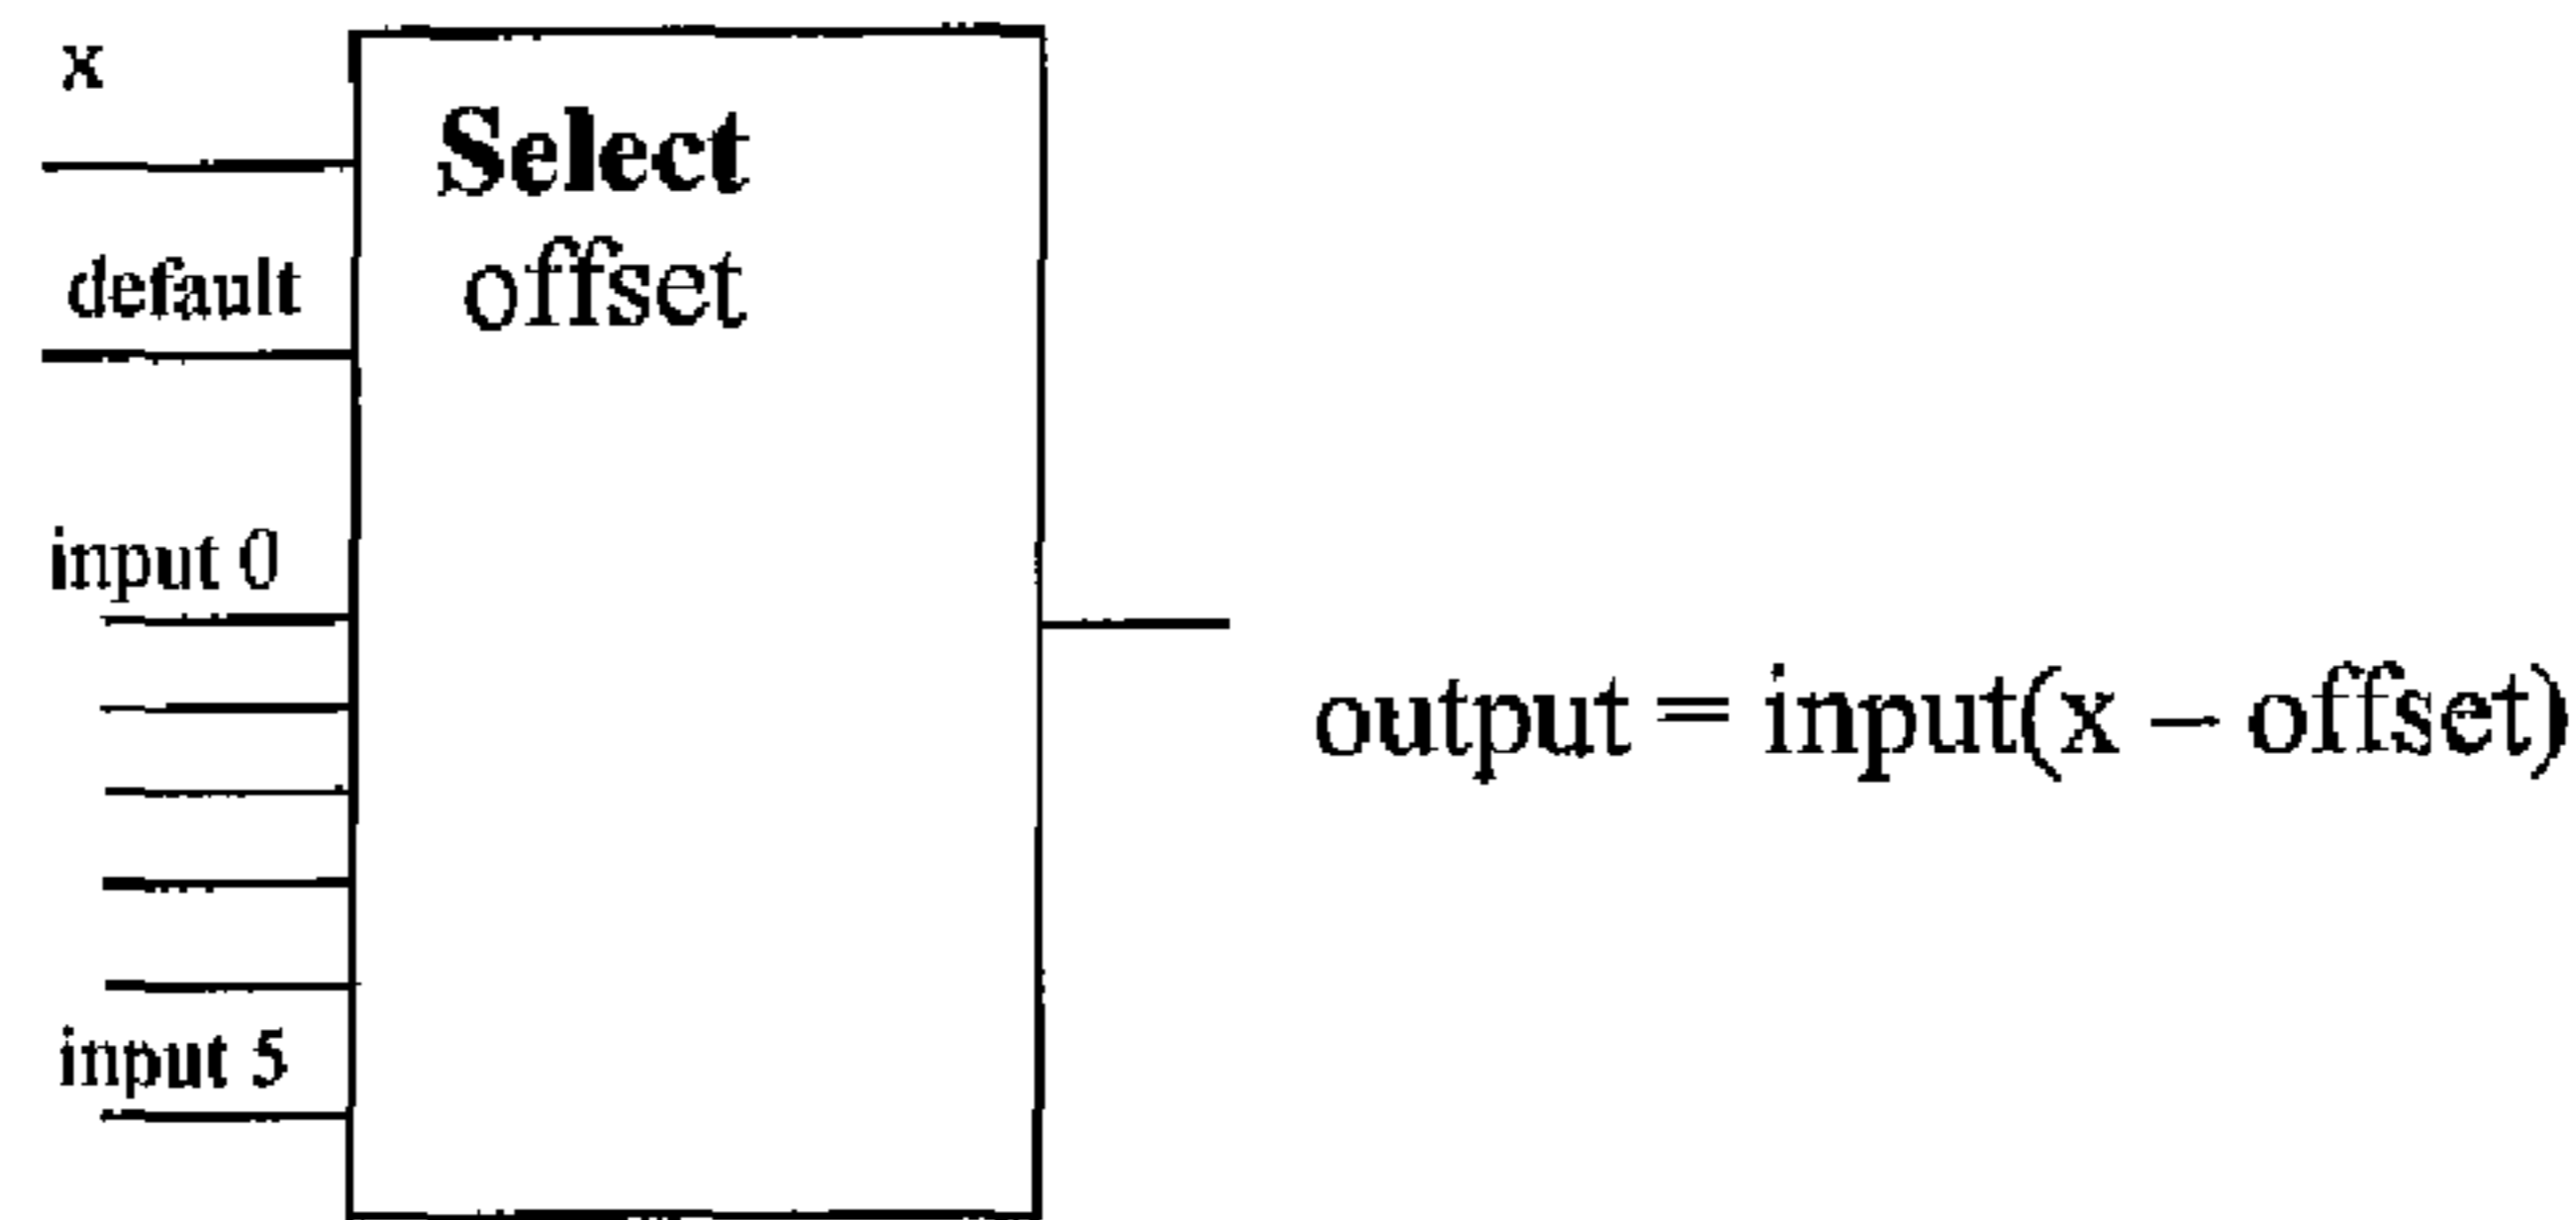 x
Select
offset
default
input 0
output = input(x – offset)
input 5